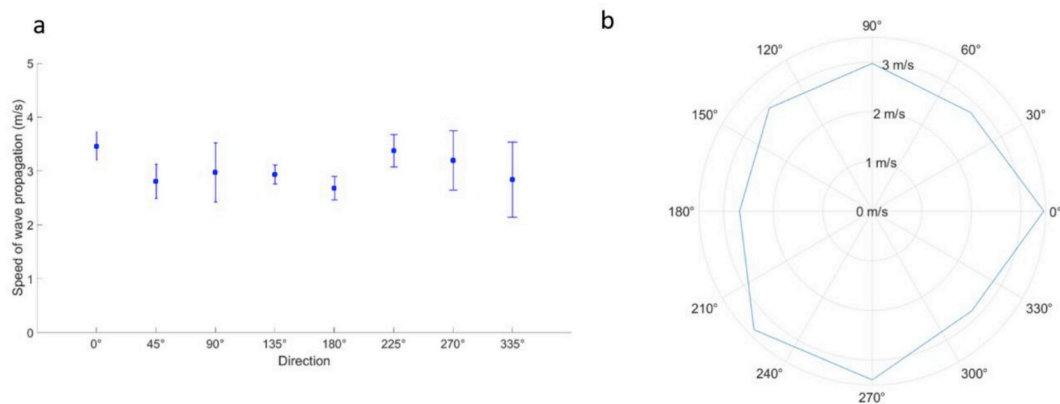 a
5
4
3
2
1
0
Speed of wave propagation (m/s)
0° 45° 90° 135° 180° 225° 270° 335°
Direction
b
90°
120° 60°
3 m/s
150° 30°
2 m/s
1 m/s
180° 0 m/s 0°
210° 330°
240° 300°
270°